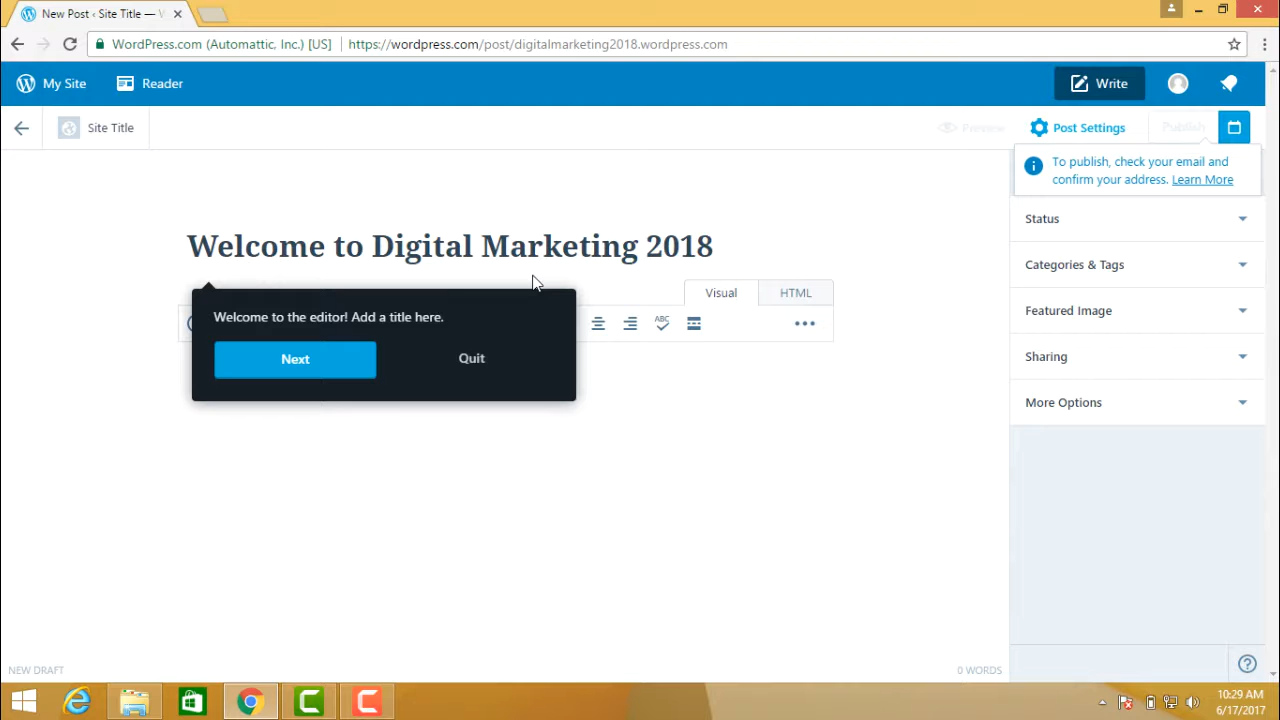 New Post ‹ Site Title — W
WordPress.com (Automattic, Inc.) [US]
https://wordpress.com/post/digitalmarketing2018.wordpress.com
My Site
Reader
Write
Site Title
Preview
Post Settings
Publish
To publish, check your email and
confirm your address. Learn More
Status
Welcome to Digital Marketing 2018
Categories & Tags
Visual
HTML
Welcome to the editor! Add a title here.
ABC
Featured Image
Next
Quit
Sharing
More Options
NEW DRAFT
0 WORDS
10:29 AM
6/17/2017